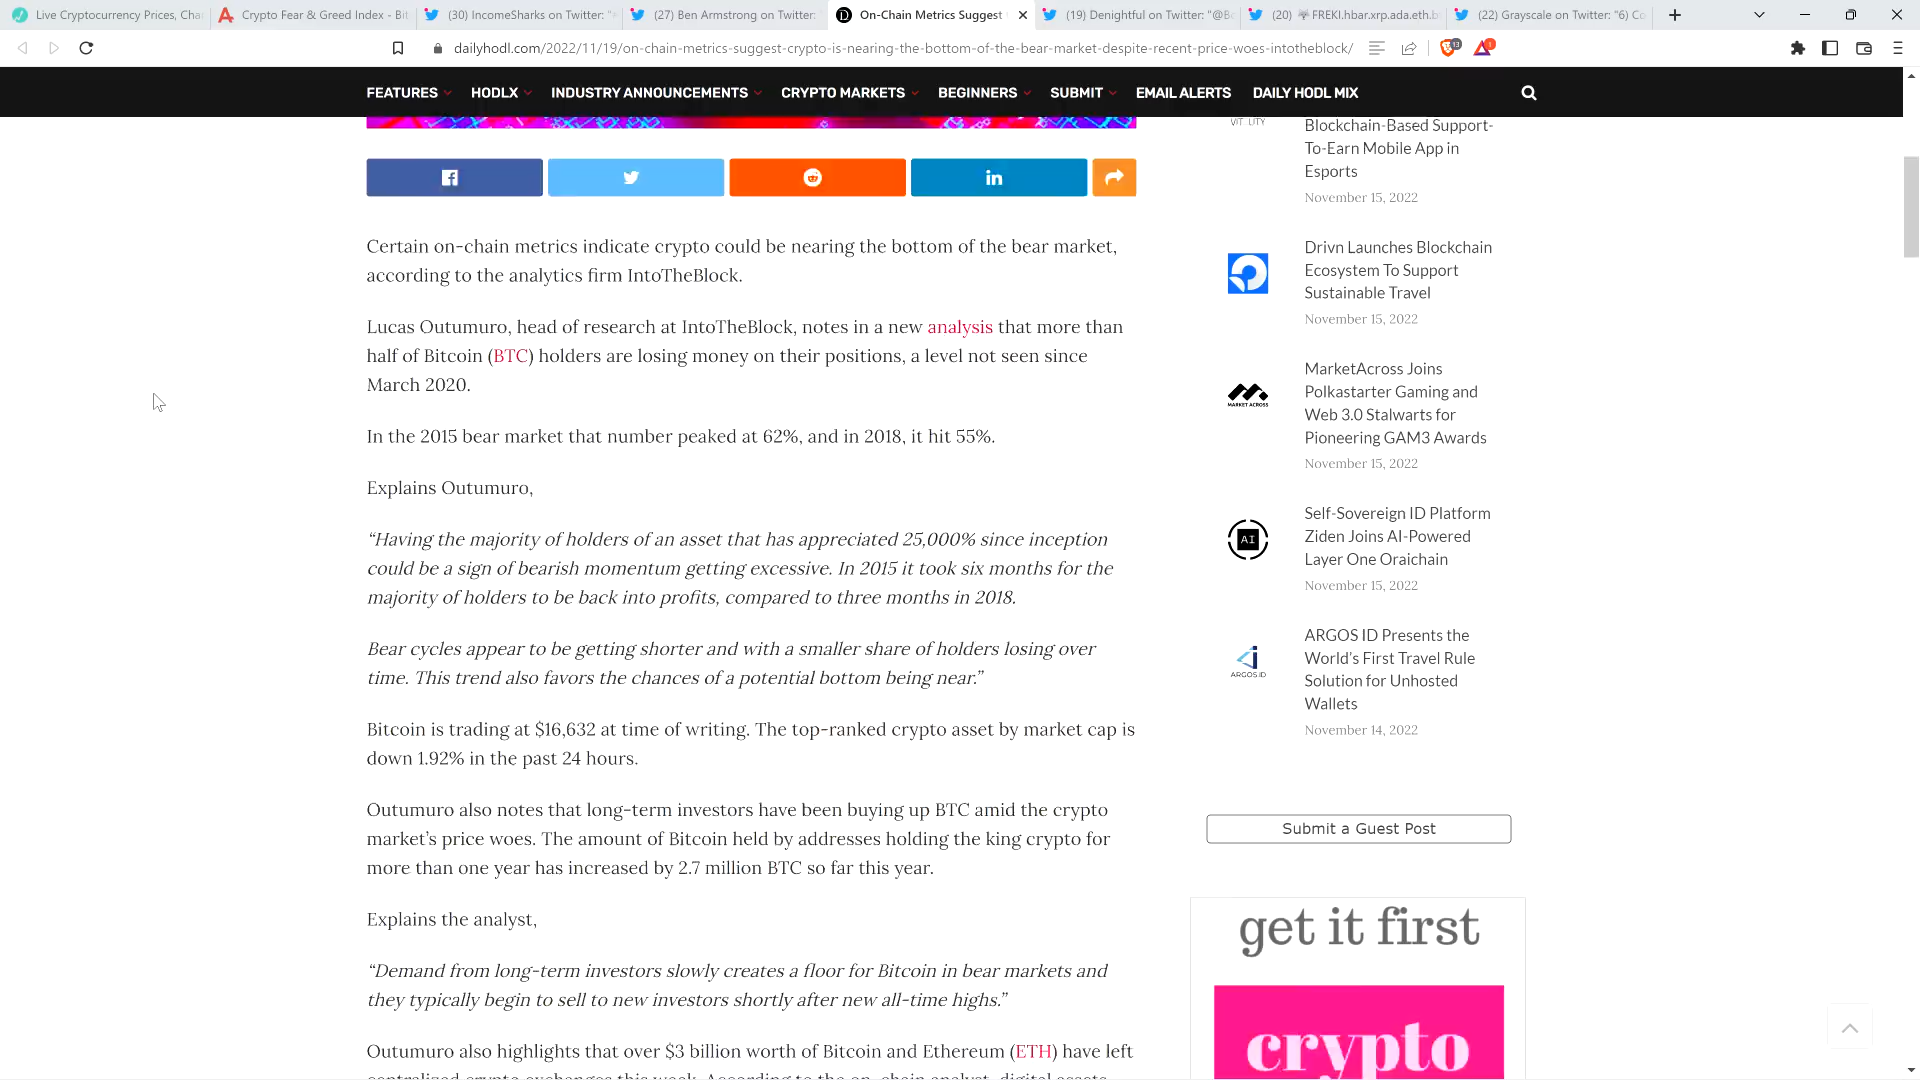 Live Cryptocurrency Prices, Cha
Crypto Fear & Greed Index - Bit
(30) IncomeSharks on Twitter: "
(27) Ben Armstrong on Twitter:
On-Chain Metrics Suggest
(19) Denightful on Twitter: "@B
(20) FREKI.hbar.xrp.ada.eth.b
(22) Grayscale on Twitter: "6) Co
dailyhodl.com/2022/11/19/on-chain-metrics-suggest-crypto-is-nearing-the-bottom-of-the-bear-market-despite-recent-price-woes-intotheblock/
FEATURES HODLX INDUSTRY ANNOUNCEMENTS CRYPTO MARKETS BEGINNERS SUBMIT EMAIL ALERTS DAILY HODL MIX
Certain on-chain metrics indicate crypto could be nearing the bottom of the bear market,
according to the analytics firm IntoTheBlock.
Lucas Outumuro, head of research at IntoTheBlock, notes in a new analysis that more than
half of Bitcoin (BTC) holders are losing money on their positions, a level not seen since
March 2020.
In the 2015 bear market that number peaked at 62%, and in 2018, it hit 55%.
Explains Outumuro,
“Having the majority of holders of an asset that has appreciated 25,000% since inception
could be a sign of bearish momentum getting excessive. In 2015 it took six months for the
majority of holders to be back into profits, compared to three months in 2018.
Bear cycles appear to be getting shorter and with a smaller share of holders losing over
time. This trend also favors the chances of a potential bottom being near.”
Bitcoin is trading at $16,632 at time of writing. The top-ranked crypto asset by market cap is
down 1.92% in the past 24 hours.
Outumuro also notes that long-term investors have been buying up BTC amid the crypto
market’s price woes. The amount of Bitcoin held by addresses holding the king crypto for
more than one year has increased by 2.7 million BTC so far this year.
Explains the analyst,
“Demand from long-term investors slowly creates a floor for Bitcoin in bear markets and
they typically begin to sell to new investors shortly after new all-time highs.”
Outumuro also highlights that over $3 billion worth of Bitcoin and Ethereum (ETH) have left
centralized crypto exchanges this week. According to the on-chain analyst, digital assets
Blockchain-Based Support-
To-Earn Mobile App in
Esports
November 15, 2022
Drivn Launches Blockchain
Ecosystem To Support
Sustainable Travel
November 15, 2022
MARKET ACROSS
MarketAcross Joins
Polkastarter Gaming and
Web 3.0 Stalwarts for
Pioneering GAM3 Awards
November 15, 2022
AI
Self-Sovereign ID Platform
Ziden Joins AI-Powered
Layer One Oraichain
November 15, 2022
ARGOS ID
ARGOS ID Presents the
World’s First Travel Rule
Solution for Unhosted
Wallets
November 14, 2022
Submit a Guest Post
get it first
crypto